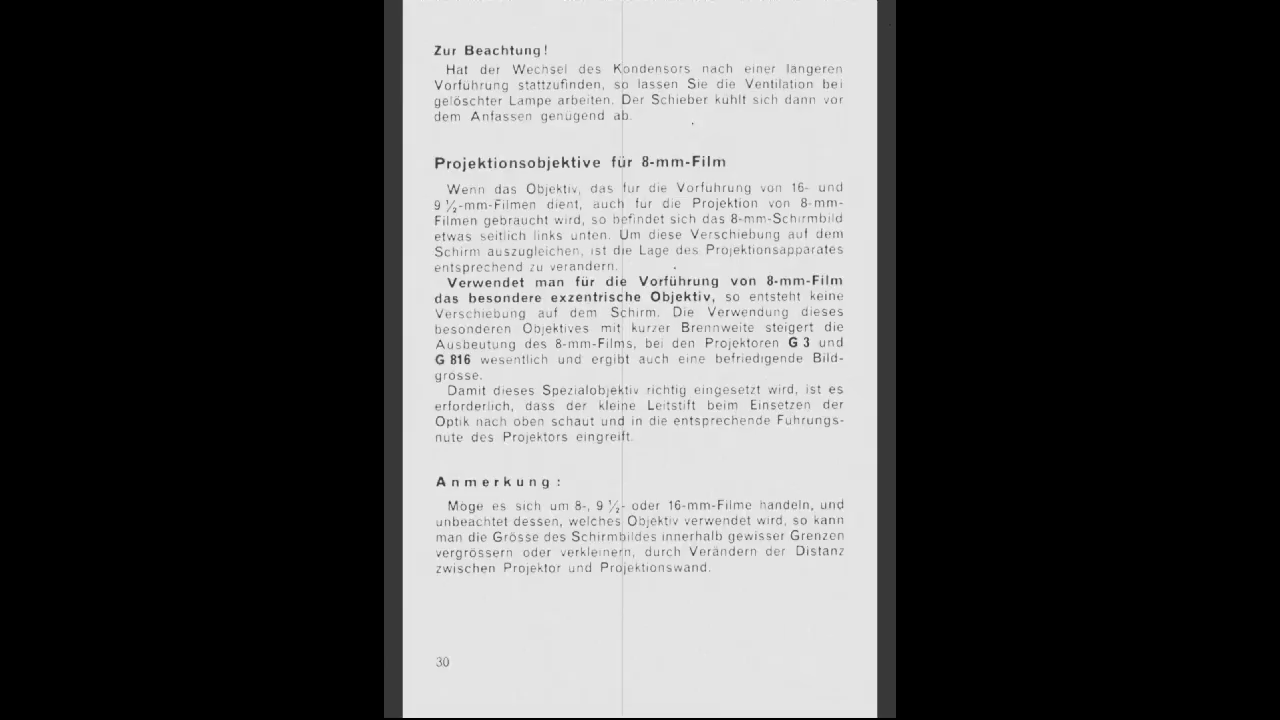 Zur Beachtung!
Hat der Wechsel des Kondensors nach einer längeren
Vorführung stattzufinden, so lassen Sie die Ventilation bei
gelöschter Lampe arbeiten. Der Schieber kühlt sich dann vor
dem Anfassen genügend ab.
Projektionsobjektive für 8-mm-Film
Wenn das Objektiv, das für die Vorführung von 16- und
9 ½-mm-Filmen dient, auch für die Projektion von 8-mm-
Filmen gebraucht wird, so befindet sich das 8-mm-Schirmbild
etwas seitlich links unten. Um diese Verschiebung auf dem
Schirm auszugleichen, ist die Lage des Projektionsapparates
entsprechend zu verändern.
Verwendet man für die Vorführung von 8-mm-Film
das besondere exzentrische Objektiv, so entsteht keine
Verschiebung auf dem Schirm. Die Verwendung dieses
besonderen Objektives mit kurzer Brennweite steigert die
Ausbeutung des 8-mm-Films, bei den Projektoren G 3 und
G 816 wesentlich und ergibt auch eine befriedigende Bild-
grösse.
Damit dieses Spezialobjektiv richtig eingesetzt wird, ist es
erforderlich, dass der kleine Leitstift beim Einsetzen der
Optik nach oben schaut und in die entsprechende Führungs-
nute des Projektors eingreift.
Anmerkung:
Möge es sich um 8-, 9 ½- oder 16-mm-Filme handeln, und
unbeachtet dessen, welches Objektiv verwendet wird, so kann
man die Grösse des Schirmbildes innerhalb gewisser Grenzen
vergrössern oder verkleinern, durch Verändern der Distanz
zwischen Projektor und Projektionswand.
30